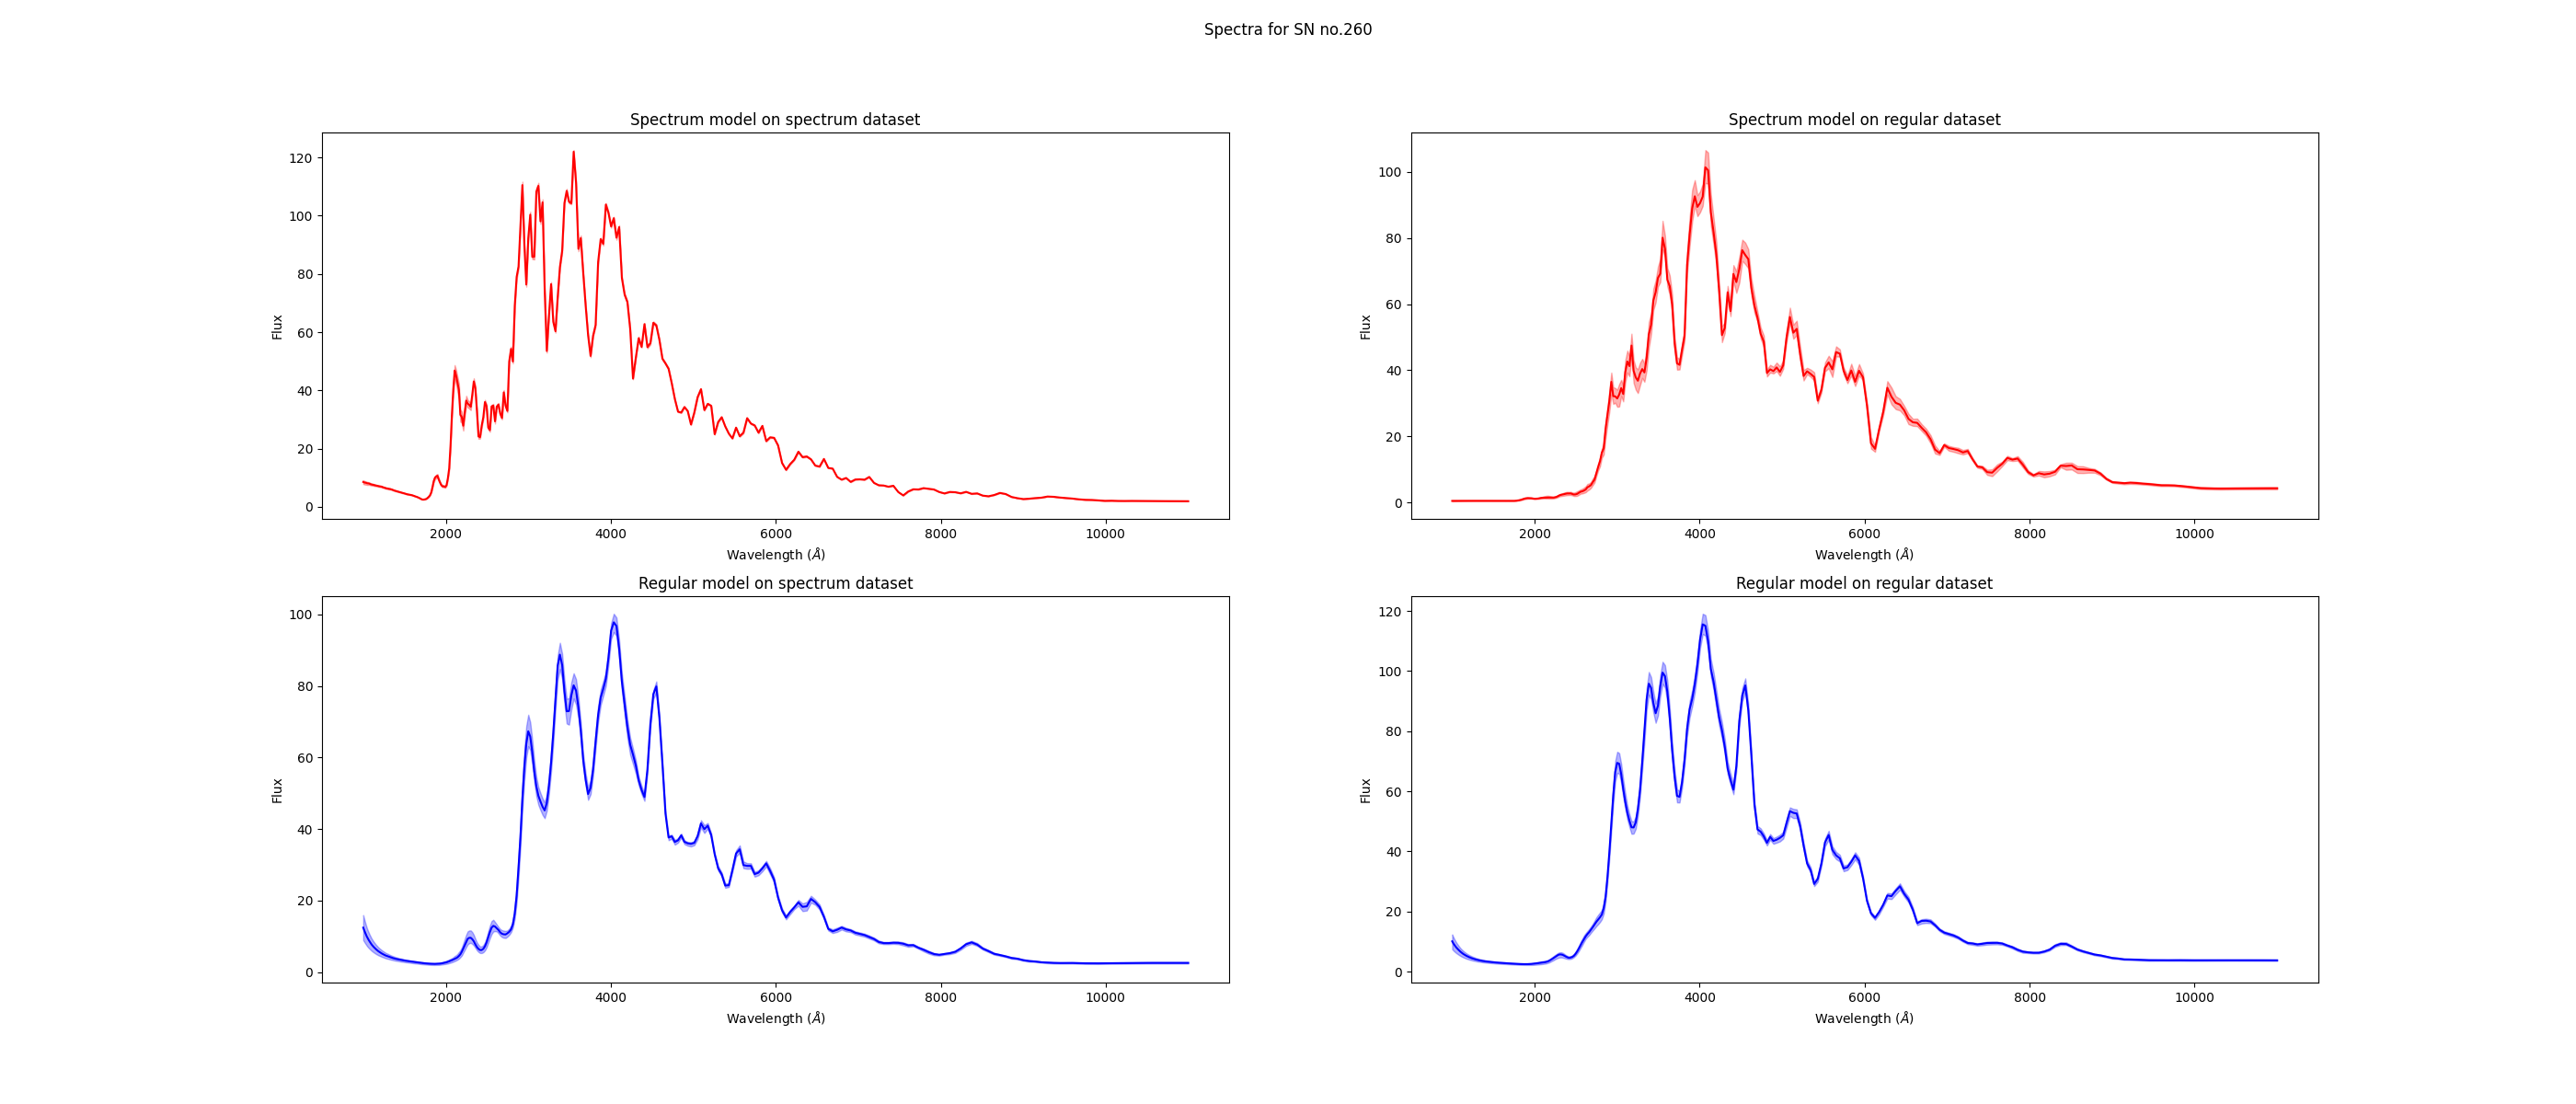 Spectra for SN no.260
Spectrum model on spectrum dataset
120
100
80
60
40
20
0
Flux
2000 4000 6000 8000 10000
Wavelength (Å)
Spectrum model on regular dataset
100
80
60
40
20
0
Flux
2000 4000 6000 8000 10000
Wavelength (Å)
Regular model on spectrum dataset
100
80
60
40
20
0
Flux
2000 4000 6000 8000 10000
Wavelength (Å)
Regular model on regular dataset
120
100
80
60
40
20
0
Flux
2000 4000 6000 8000 10000
Wavelength (Å)